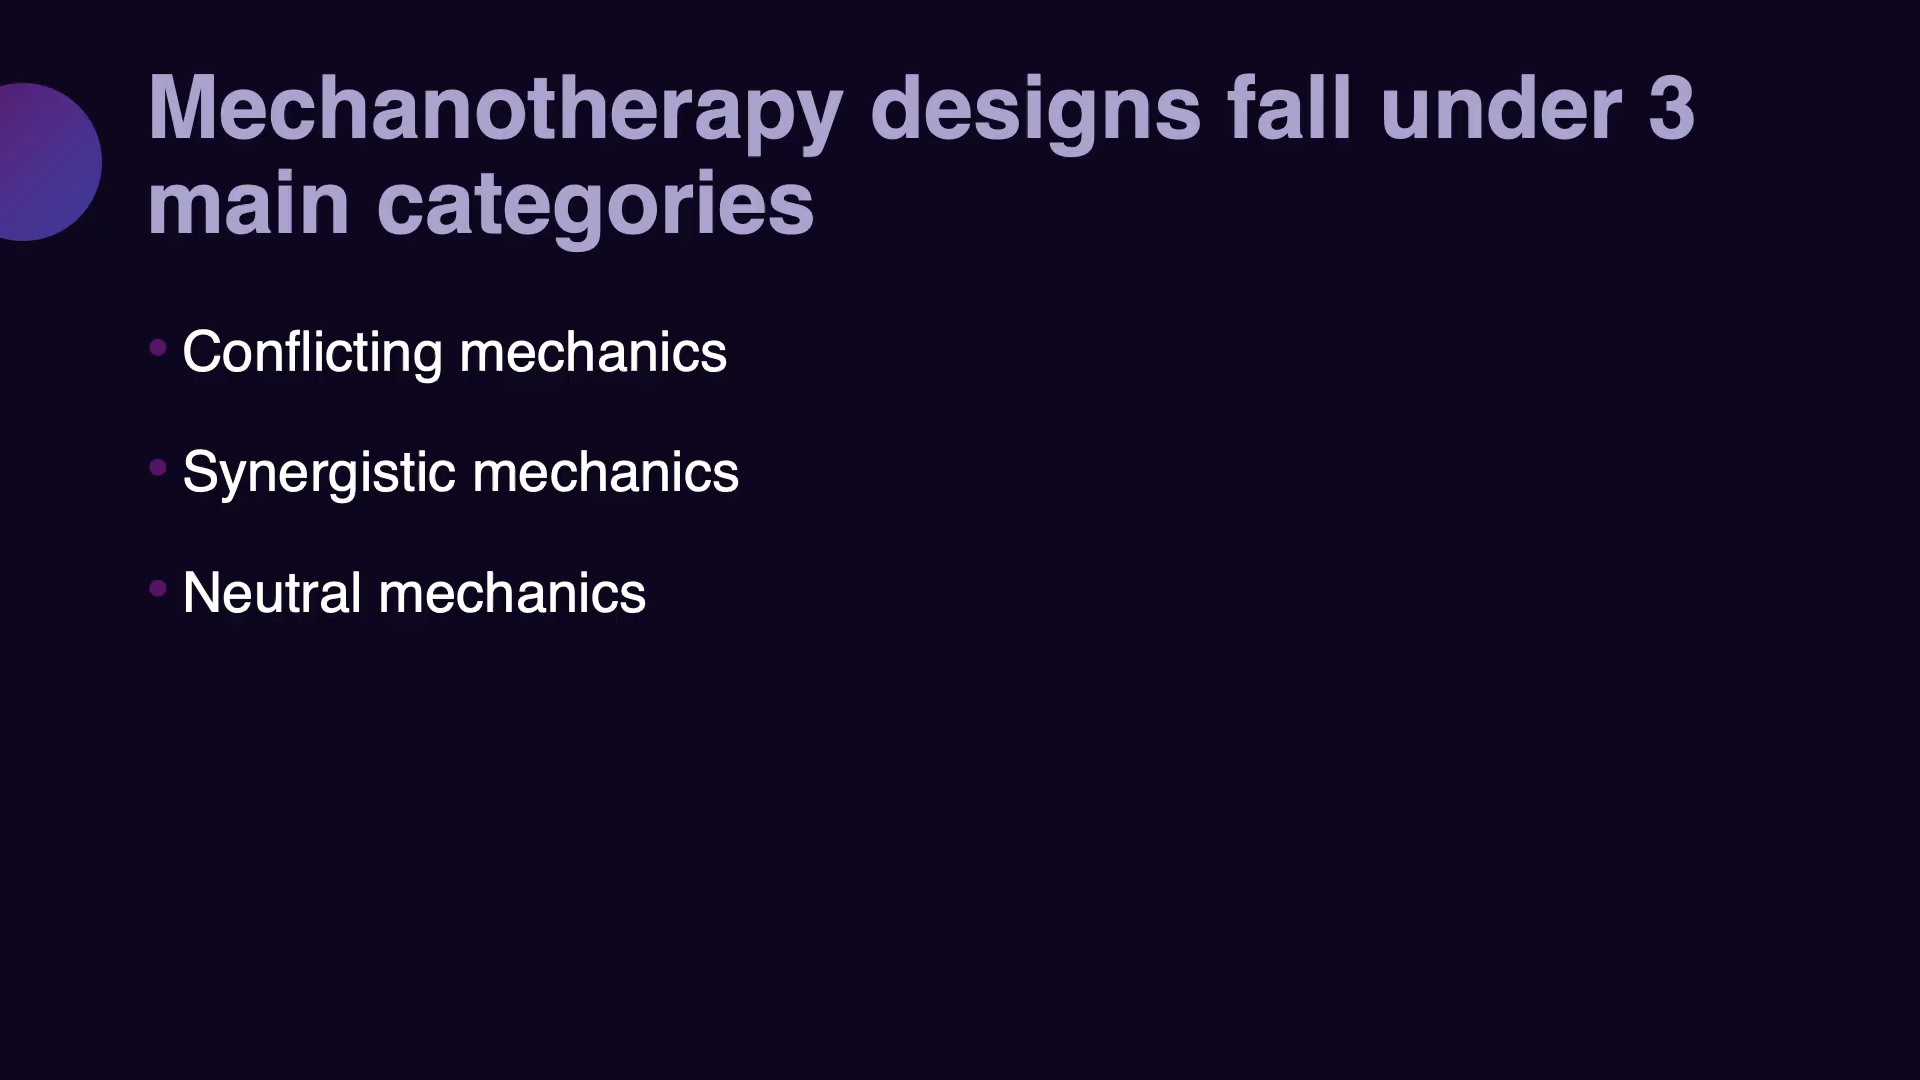 Mechanotherapy designs fall under 3
main categories
• Conflicting mechanics
• Synergistic mechanics
• Neutral mechanics